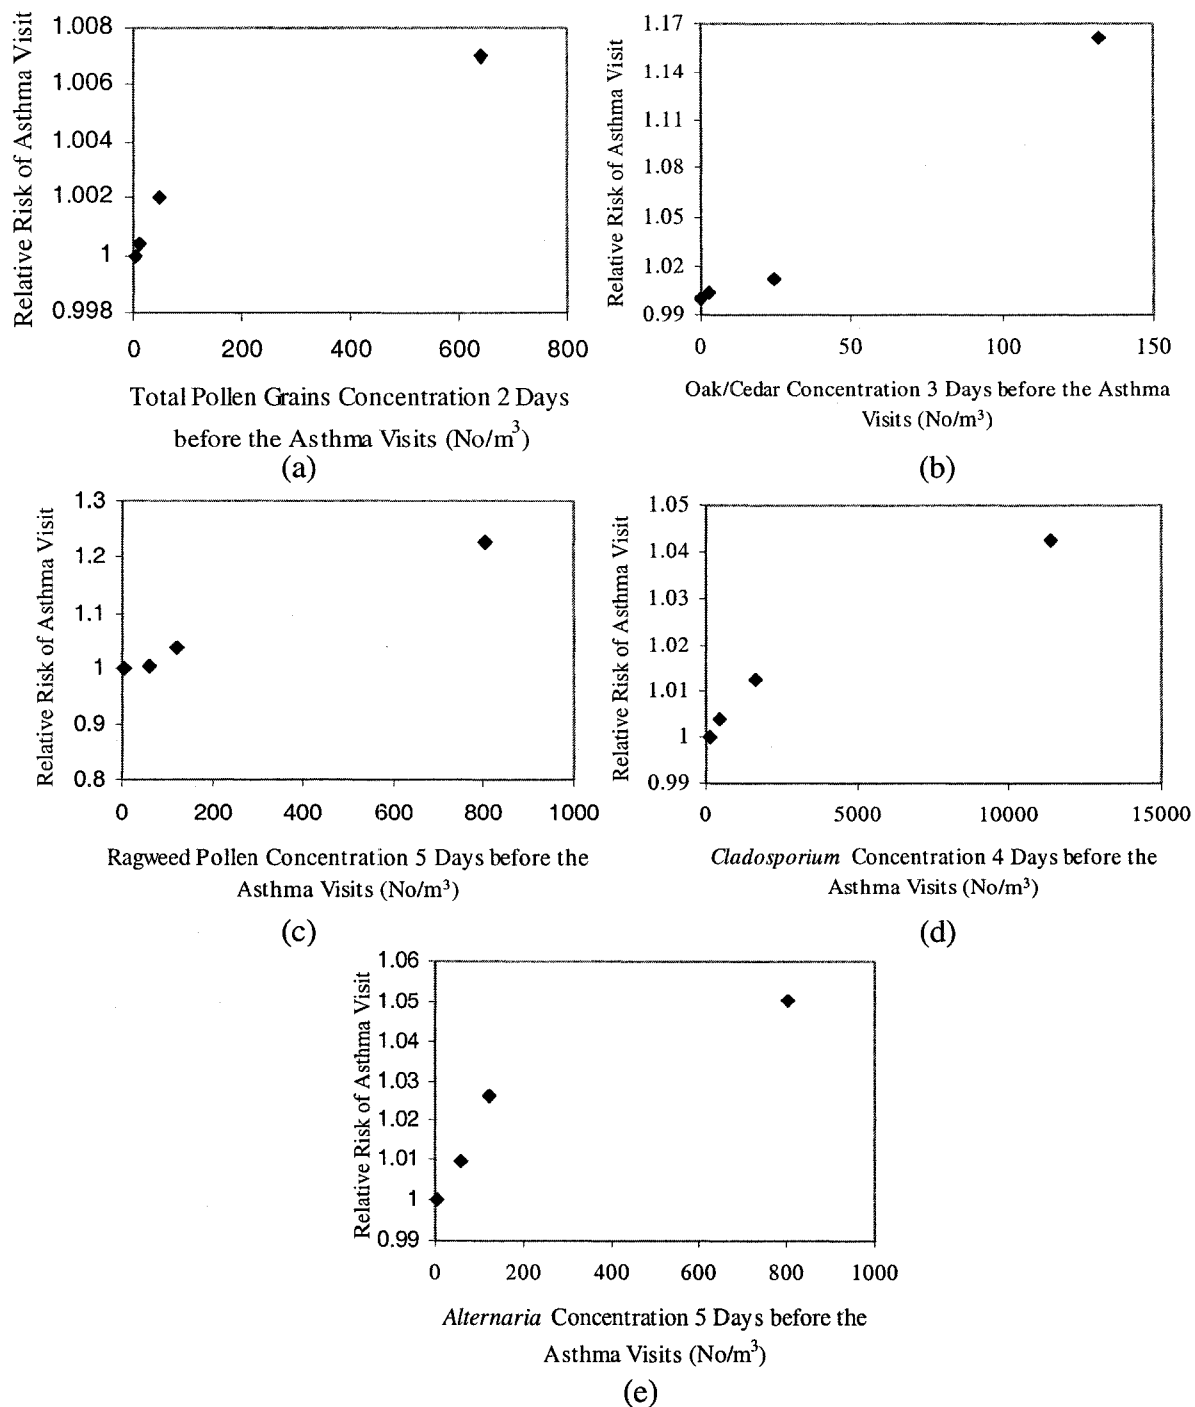 Relative Risk of Asthma Visit
1.008
1.006
1.004
1.002
1
0.998
0
200
400
600
800
Total Pollen Grains Concentration 2 Days
before the Asthma Visits (No/m³)
(a)
Relative Risk of Asthma Visit
1.17
1.14
1.11
1.08
1.05
1.02
0.99
0
50
100
150
Oak/Cedar Concentration 3 Days before the Asthma
Visits (No/m³)
(b)
Relative Risk of Asthma Visit
1.3
1.2
1.1
1
0.9
0.8
0
200
400
600
800
1000
Ragweed Pollen Concentration 5 Days before the
Asthma Visits (No/m³)
(c)
Relative Risk of Asthma Visit
1.05
1.04
1.03
1.02
1.01
1
0.99
0
5000
10000
15000
Cladosporium Concentration 4 Days before the
Asthma Visits (No/m³)
(d)
Relative Risk of Asthma Visit
1.06
1.05
1.04
1.03
1.02
1.01
1
0.99
0
200
400
600
800
1000
Alternaria Concentration 5 Days before the
Asthma Visits (No/m³)
(e)